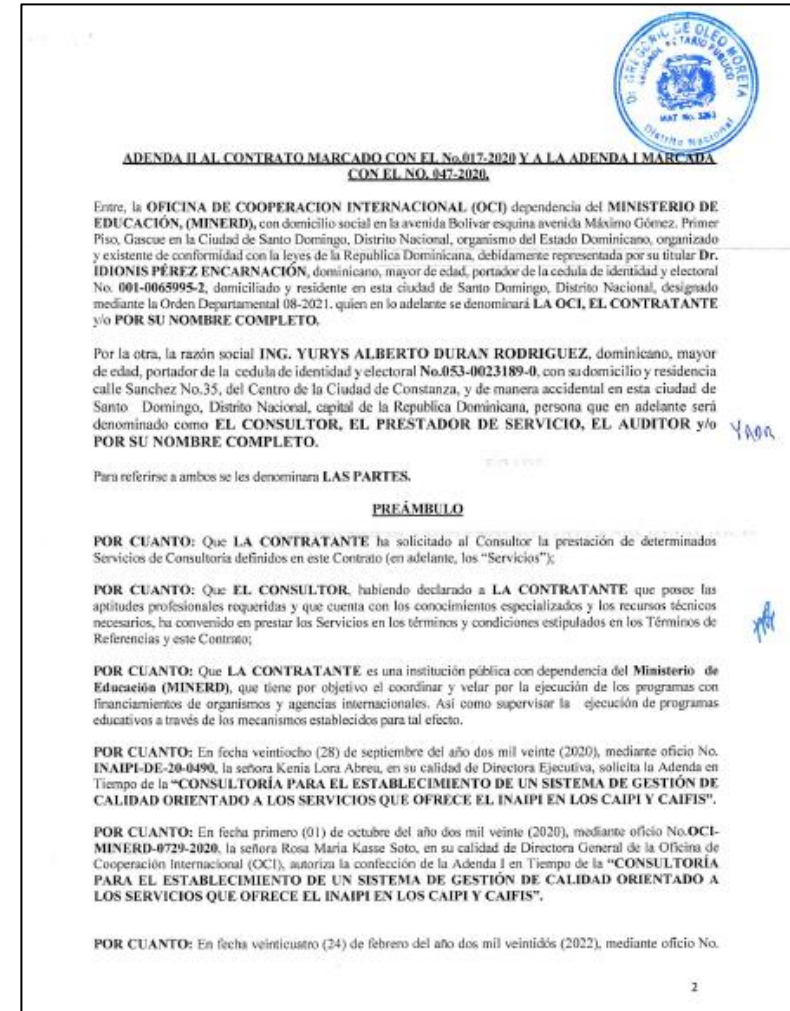 Dr. GREGORIO DE OLEO MORETA
ABOGADO NOTARIO PUBLICO
MAT No. 3263
Distrito Nacional
ADENDA II AL CONTRATO MARCADO CON EL No.017-2020 Y A LA ADENDA I MARCADA
CON EL NO. 047-2020.
Entre, la OFICINA DE COOPERACION INTERNACIONAL (OCI) dependencia del MINISTERIO DE
EDUCACIÓN, (MINERD), con domicilio social en la avenida Bolivar esquina avenida Máximo Gómez. Primer
Piso, Gascue en la Ciudad de Santo Domingo, Distrito Nacional, organismo del Estado Dominicano, organizado
y existente de conformidad con la leyes de la Republica Dominicana, debidamente representada por su titular Dr.
IDIONIS PÉREZ ENCARNACIÓN, dominicano, mayor de edad, portador de la cedula de identidad y electoral
No. 001-0065995-2, domiciliado y residente en esta ciudad de Santo Domingo, Distrito Nacional, designado
mediante la Orden Departamental 08-2021. quien en lo adelante se denominará LA OCI, EL CONTRATANTE
y/o POR SU NOMBRE COMPLETO.
Por la otra, la razón social ING. YURYS ALBERTO DURAN RODRIGUEZ, dominicano, mayor
de edad, portador de la cedula de identidad y electoral No.053-0023189-0, con su domicilio y residencia
calle Sanchez No.35, del Centro de la Ciudad de Constanza, y de manera accidental en esta ciudad de
Santo Domingo, Distrito Nacional, capital de la Republica Dominicana, persona que en adelante será
denominado como EL CONSULTOR, EL PRESTADOR DE SERVICIO, EL AUDITOR y/o
POR SU NOMBRE COMPLETO.
YADR
Para referirse a ambos se les denominara LAS PARTES.
PREÁMBULO
POR CUANTO: Que LA CONTRATANTE ha solicitado al Consultor la prestación de determinados
Servicios de Consultoría definidos en este Contrato (en adelante, los "Servicios");
POR CUANTO: Que EL CONSULTOR, habiendo declarado a LA CONTRATANTE que posee las
aptitudes profesionales requeridas y que cuenta con los conocimientos especializados y los recursos técnicos
necesarios, ha convenido en prestar los Servicios en los términos y condiciones estipulados en los Términos de
Referencias y este Contrato;
POR CUANTO: Que LA CONTRATANTE es una institución pública con dependencia del Ministerio de
Educación (MINERD), que tiene por objetivo el coordinar y velar por la ejecución de los programas con
financiamientos de organismos y agencias internacionales. Así como supervisar la ejecución de programas
educativos a través de los mecanismos establecidos para tal efecto.
POR CUANTO: En fecha veintiocho (28) de septiembre del año dos mil veinte (2020), mediante oficio No.
INAIPI-DE-20-0490, la señora Kenia Lora Abreu, en su calidad de Directora Ejecutiva, solicita la Adenda en
Tiempo de la "CONSULTORÍA PARA EL ESTABLECIMIENTO DE UN SISTEMA DE GESTIÓN DE
CALIDAD ORIENTADO A LOS SERVICIOS QUE OFRECE EL INAIPI EN LOS CAIPI Y CAIFIS".
POR CUANTO: En fecha primero (01) de octubre del año dos mil veinte (2020), mediante oficio No.OCI-
MINERD-0729-2020, la señora Rosa Maria Kasse Soto, en su calidad de Directora General de la Oficina de
Cooperación Internacional (OCI), autoriza la confección de la Adenda I en Tiempo de la "CONSULTORÍA
PARA EL ESTABLECIMIENTO DE UN SISTEMA DE GESTIÓN DE CALIDAD ORIENTADO A
LOS SERVICIOS QUE OFRECE EL INAIPI EN LOS CAIPI Y CAIFIS".
POR CUANTO: En fecha veinticuatro (24) de febrero del año dos mil veintidós (2022), mediante oficio No.
2